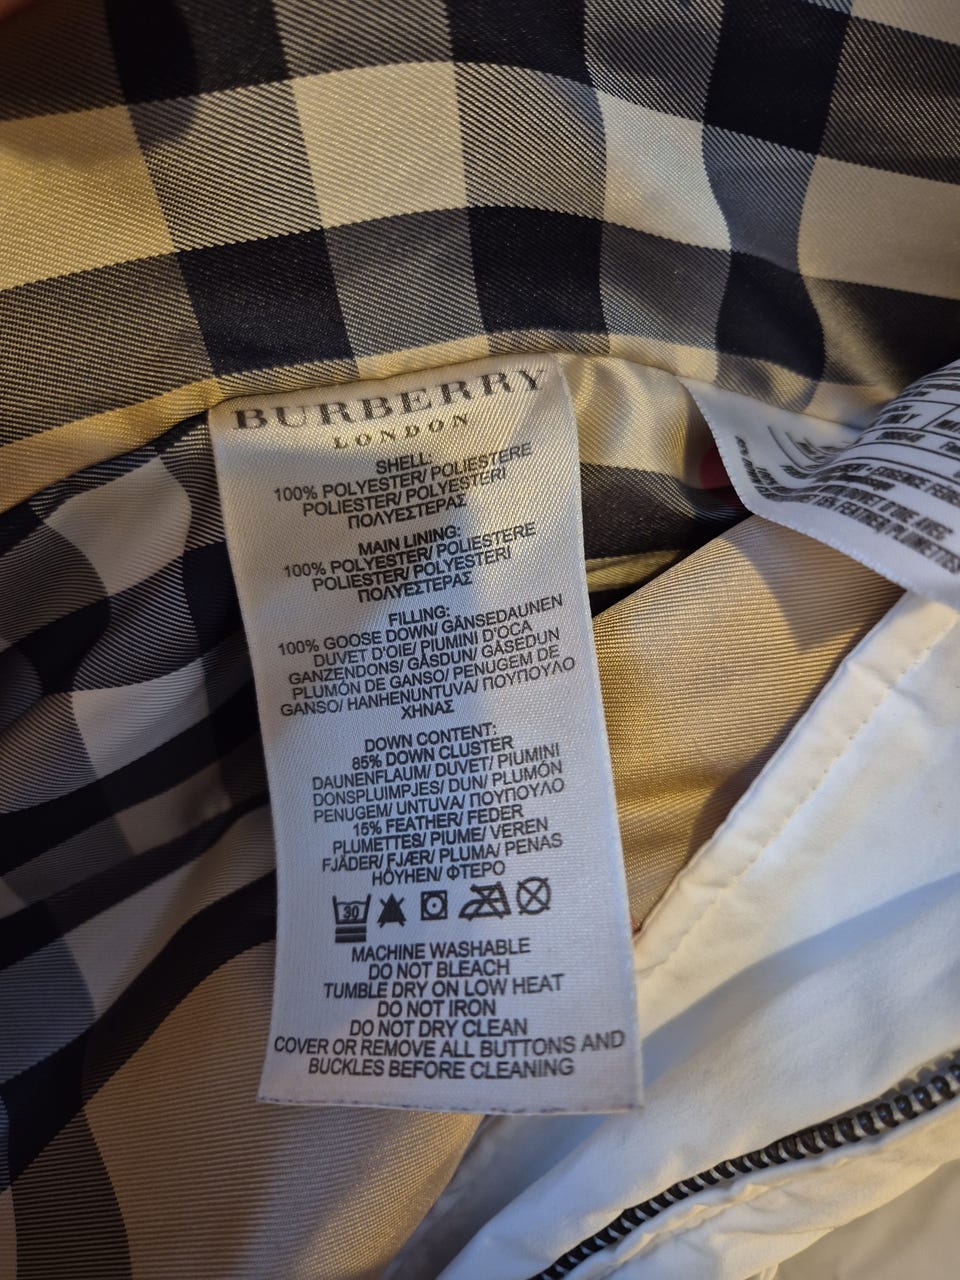 BURBERRY
LONDON
SHELL:
100% POLYESTER/ POLIESTERE
POLIESTER/ POLYESTERI
ΠΟΛΥΕΣΤΕΡΑΣ
MAIN LINING:
100% POLYESTER/ POLIESTERE
POLIESTER/ POLYESTERI
ΠΟΛΥΕΣΤΕΡΑΣ
FILLING:
100% GOOSE DOWN/ GÄNSEDAUNEN
DUVET D'OIE/ PIUMINI D'OCA
GANZENDONS/ GÅSDUN/ GÅSEDUN
PLUMÓN DE GANSO/ PENUGEM DE
GANSO/ HANHENUNTUVA/ ΠΟΥΠΟΥΛΟ
ΧΗΝΑΣ
DOWN CONTENT:
85% DOWN CLUSTER
DAUNENFLAUM/ DUVET/ PIUMINI
DONSPLUIMPJES/ DUN/ PLUMÓN
PENUGEM/ UNTUVA/ ΠΟΥΠΟΥΛΟ
15% FEATHER/ FEDER
PLUMETTES/ PIUME/ VEREN
FJÄDER/ FJÆR/ PLUMA/ PENAS
HÖYHEN/ ΦΤΕΡΟ
30
MACHINE WASHABLE
DO NOT BLEACH
TUMBLE DRY ON LOW HEAT
DO NOT IRON
DO NOT DRY CLEAN
COVER OR REMOVE ALL BUTTONS AND
BUCKLES BEFORE CLEANING